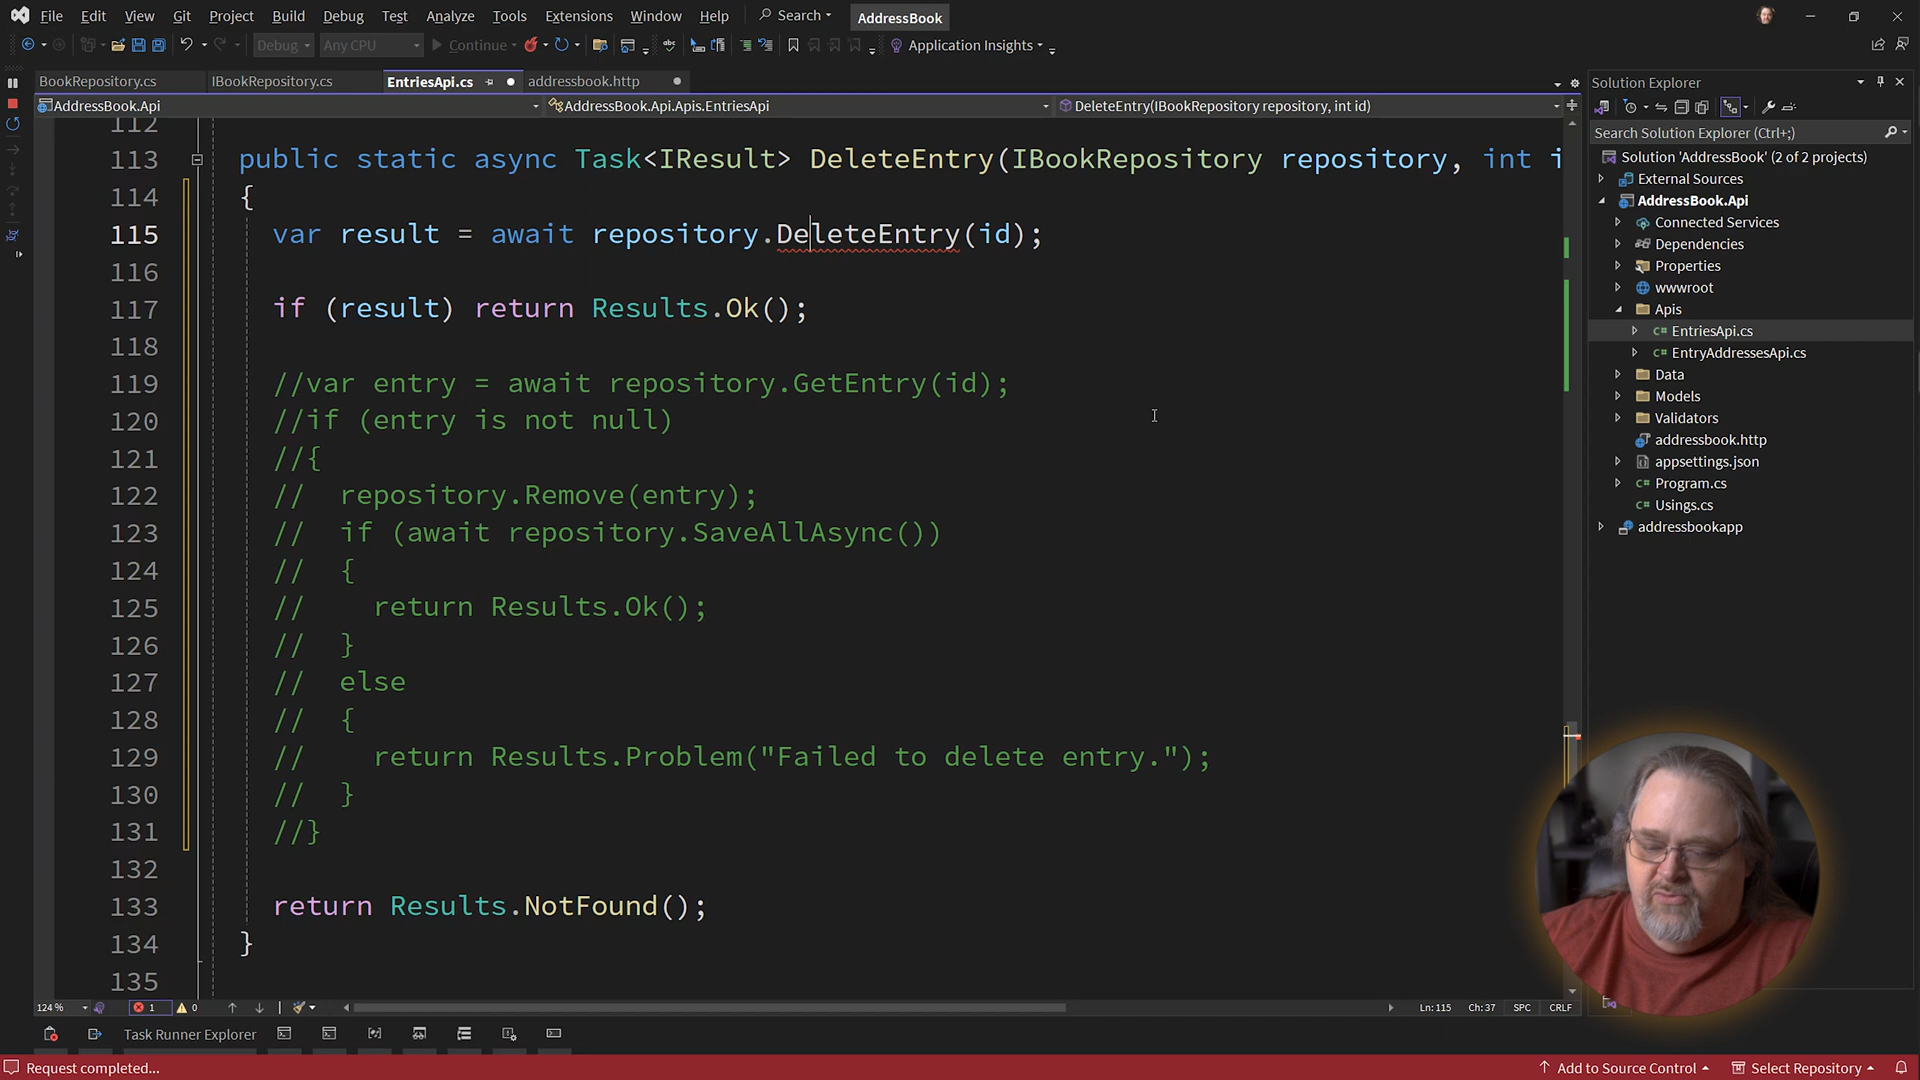 File Edit View Git Project Build Debug Test Analyze Tools Extensions Window Help Search AddressBook
Debug Any CPU Continue Application Insights
BookRepository.cs IBookRepository.cs EntriesApi.cs addressbook.http
AddressBook.Api AddressBook.Api.Apis.EntriesApi DeleteEntry(IBookRepository repository, int id)
112
113 public static async Task<IResult> DeleteEntry(IBookRepository repository, int i
114 {
115 var result = await repository.DeleteEntry(id);
116
117 if (result) return Results.Ok();
118
119 //var entry = await repository.GetEntry(id);
120 //if (entry is not null)
121 //{
122 //  repository.Remove(entry);
123 //  if (await repository.SaveAllAsync())
124 //  {
125 //    return Results.Ok();
126 //  }
127 //  else
128 //  {
129 //    return Results.Problem("Failed to delete entry.");
130 //  }
131 //}
132
133 return Results.NotFound();
134 }
135
124 % 1 0 Ln: 115 Ch: 37 SPC CRLF
Task Runner Explorer
Request completed... Add to Source Control Select Repository
Solution Explorer
Search Solution Explorer (Ctrl+;)
Solution 'AddressBook' (2 of 2 projects)
External Sources
AddressBook.Api
Connected Services
Dependencies
Properties
wwwroot
Apis
C# EntriesApi.cs
C# EntryAddressesApi.cs
Data
Models
Validators
addressbook.http
appsettings.json
C# Program.cs
C# Usings.cs
addressbookapp